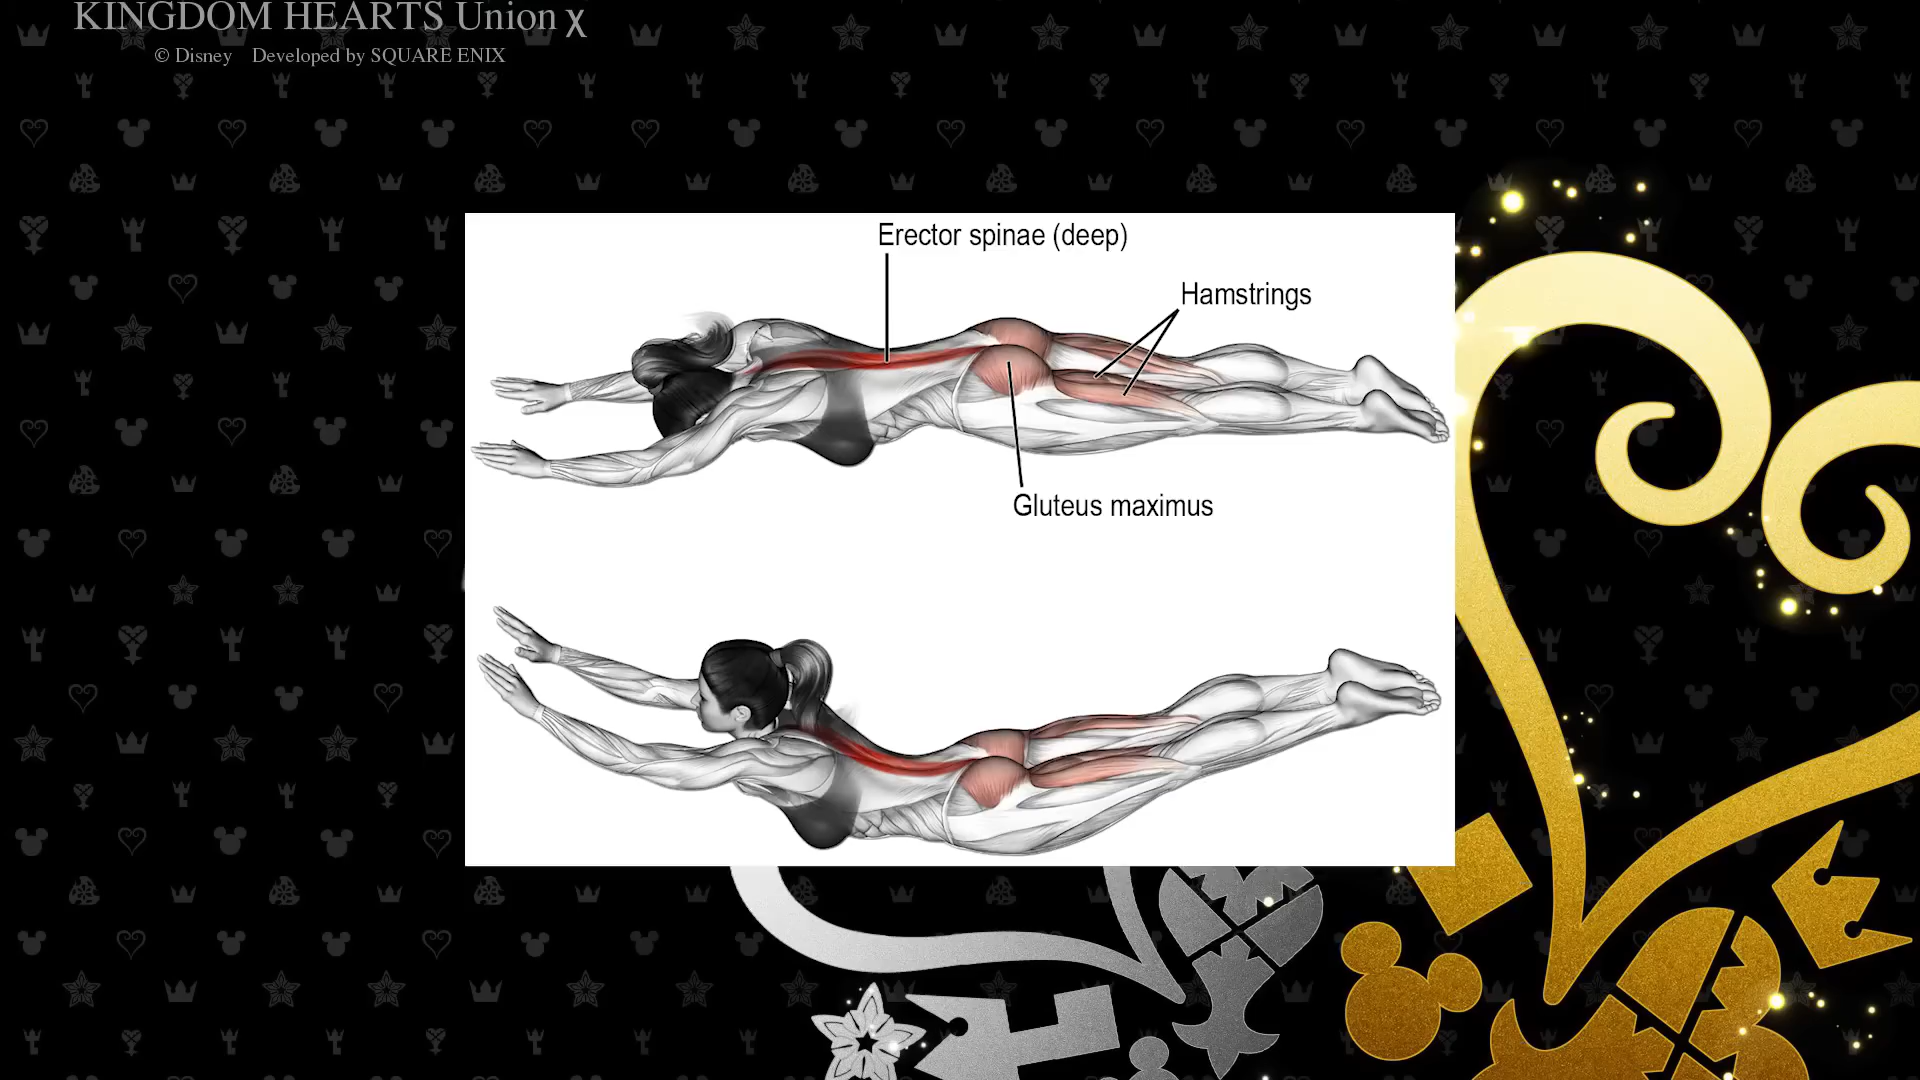 KINGDOM HEARTS Union χ
© Disney Developed by SQUARE ENIX
Erector spinae (deep)
Hamstrings
Gluteus maximus